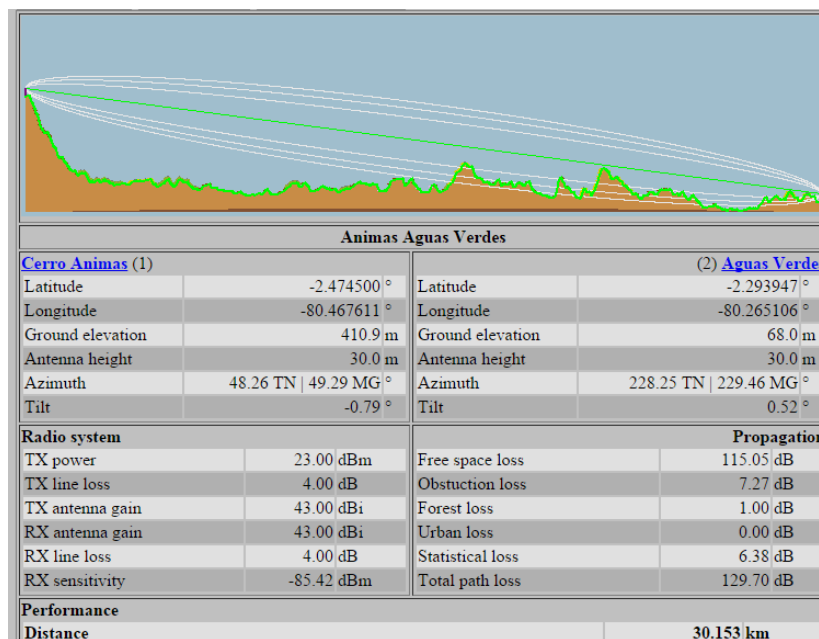 Animas Aguas Verdes
Cerro Animas (1)
(2) Aguas Verde
Latitude -2.474500 °
Latitude -2.293947 °
Longitude -80.467611 °
Longitude -80.265106 °
Ground elevation 410.9 m
Ground elevation 68.0 m
Antenna height 30.0 m
Antenna height 30.0 m
Azimuth 48.26 TN | 49.29 MG °
Azimuth 228.25 TN | 229.46 MG °
Tilt -0.79 °
Tilt 0.52 °
Radio system
Propagation
TX power 23.00 dBm
Free space loss 115.05 dB
TX line loss 4.00 dB
Obstuction loss 7.27 dB
TX antenna gain 43.00 dBi
Forest loss 1.00 dB
RX antenna gain 43.00 dBi
Urban loss 0.00 dB
RX line loss 4.00 dB
Statistical loss 6.38 dB
RX sensitivity -85.42 dBm
Total path loss 129.70 dB
Performance
Distance 30.153 km